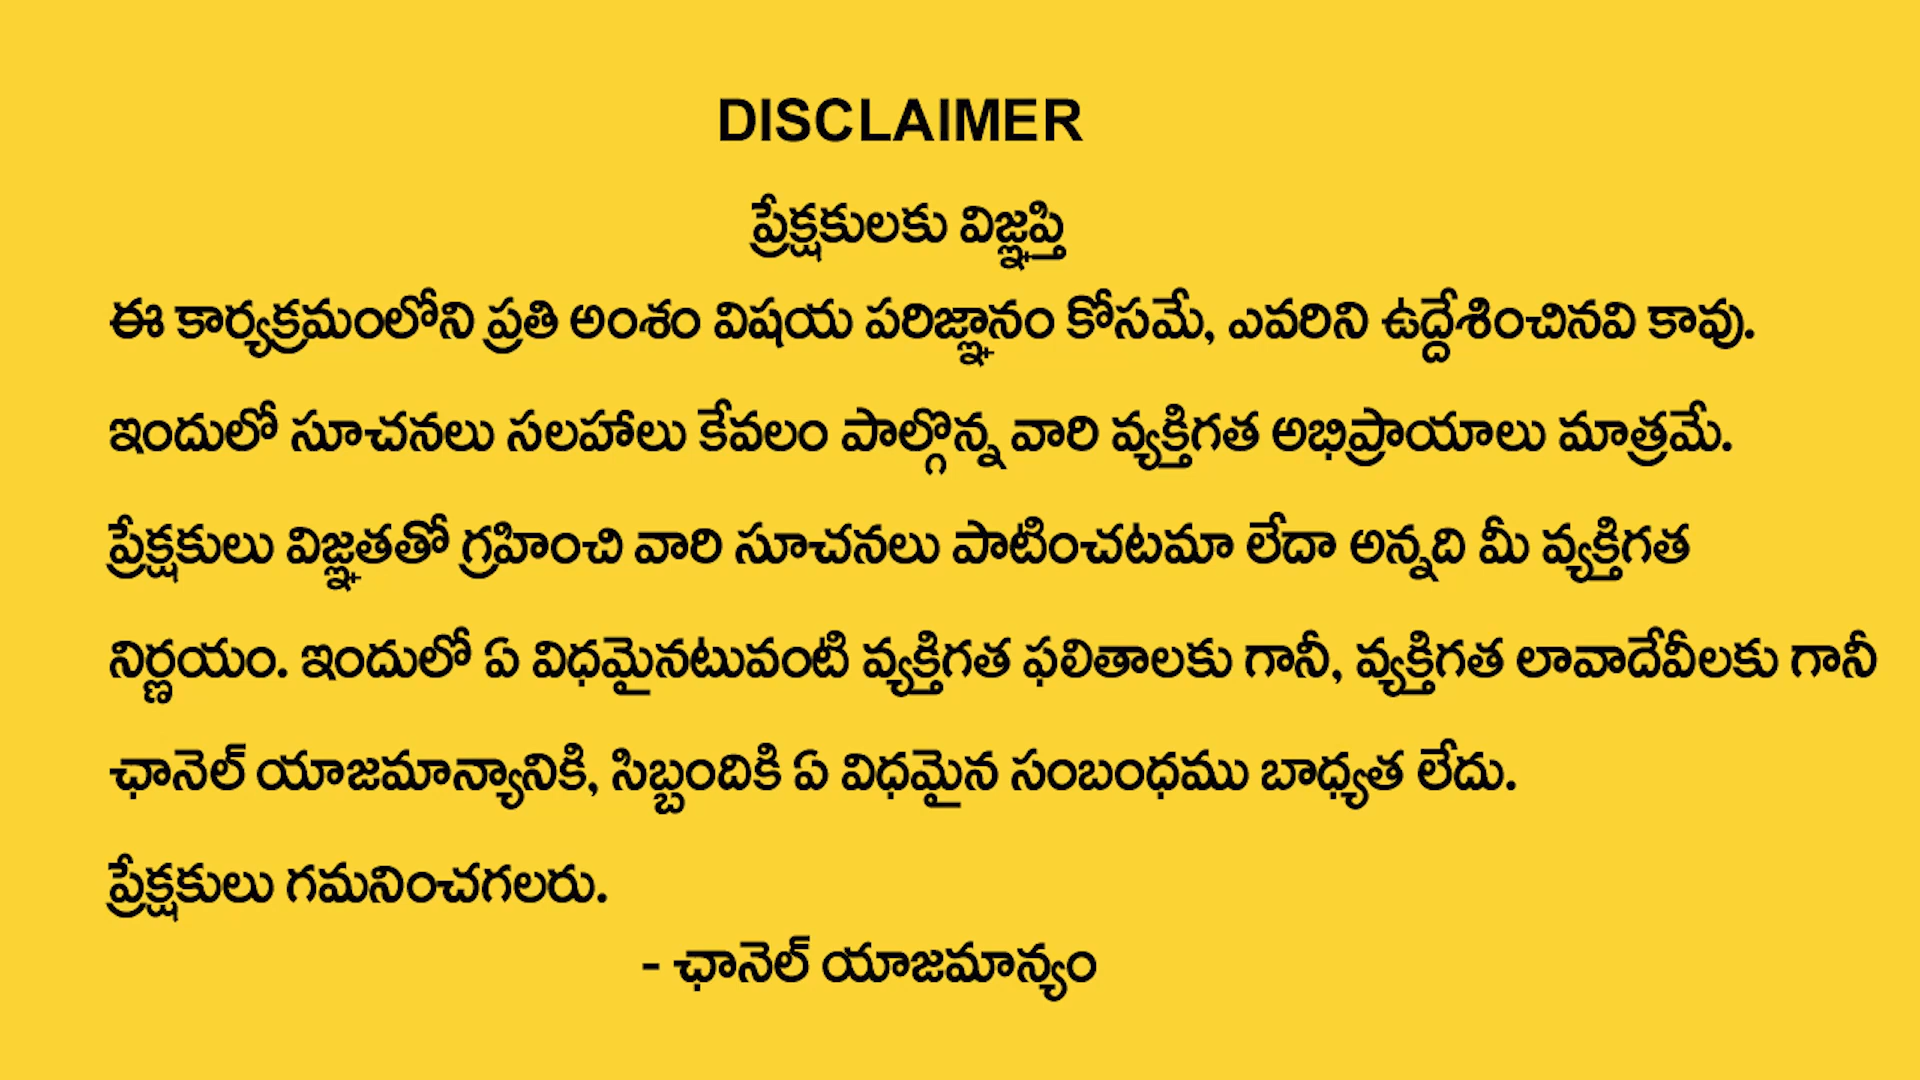 DISCLAIMER
ప్రేక్షకులకు విజ్ఞప్తి
ఈ కార్యక్రమంలోని ప్రతి అంశం విషయ పరిజ్ఞానం కోసమే, ఎవరిని ఉద్దేశించినవి కావు.
ఇందులో సూచనలు సలహాలు కేవలం పాల్గొన్న వారి వ్యక్తిగత అభిప్రాయాలు మాత్రమే.
ప్రేక్షకులు విజ్ఞతతో గ్రహించి వారి సూచనలు పాటించటమా లేదా అన్నది మీ వ్యక్తిగత
నిర్ణయం. ఇందులో ఏ విధమైనటువంటి వ్యక్తిగత ఫలితాలకు గానీ, వ్యక్తిగత లావాదేవీలకు గానీ
ఛానెల్ యాజమాన్యానికి, సిబ్బందికి ఏ విధమైన సంబంధము బాధ్యత లేదు.
ప్రేక్షకులు గమనించగలరు.
- ఛానెల్ యాజమాన్యం